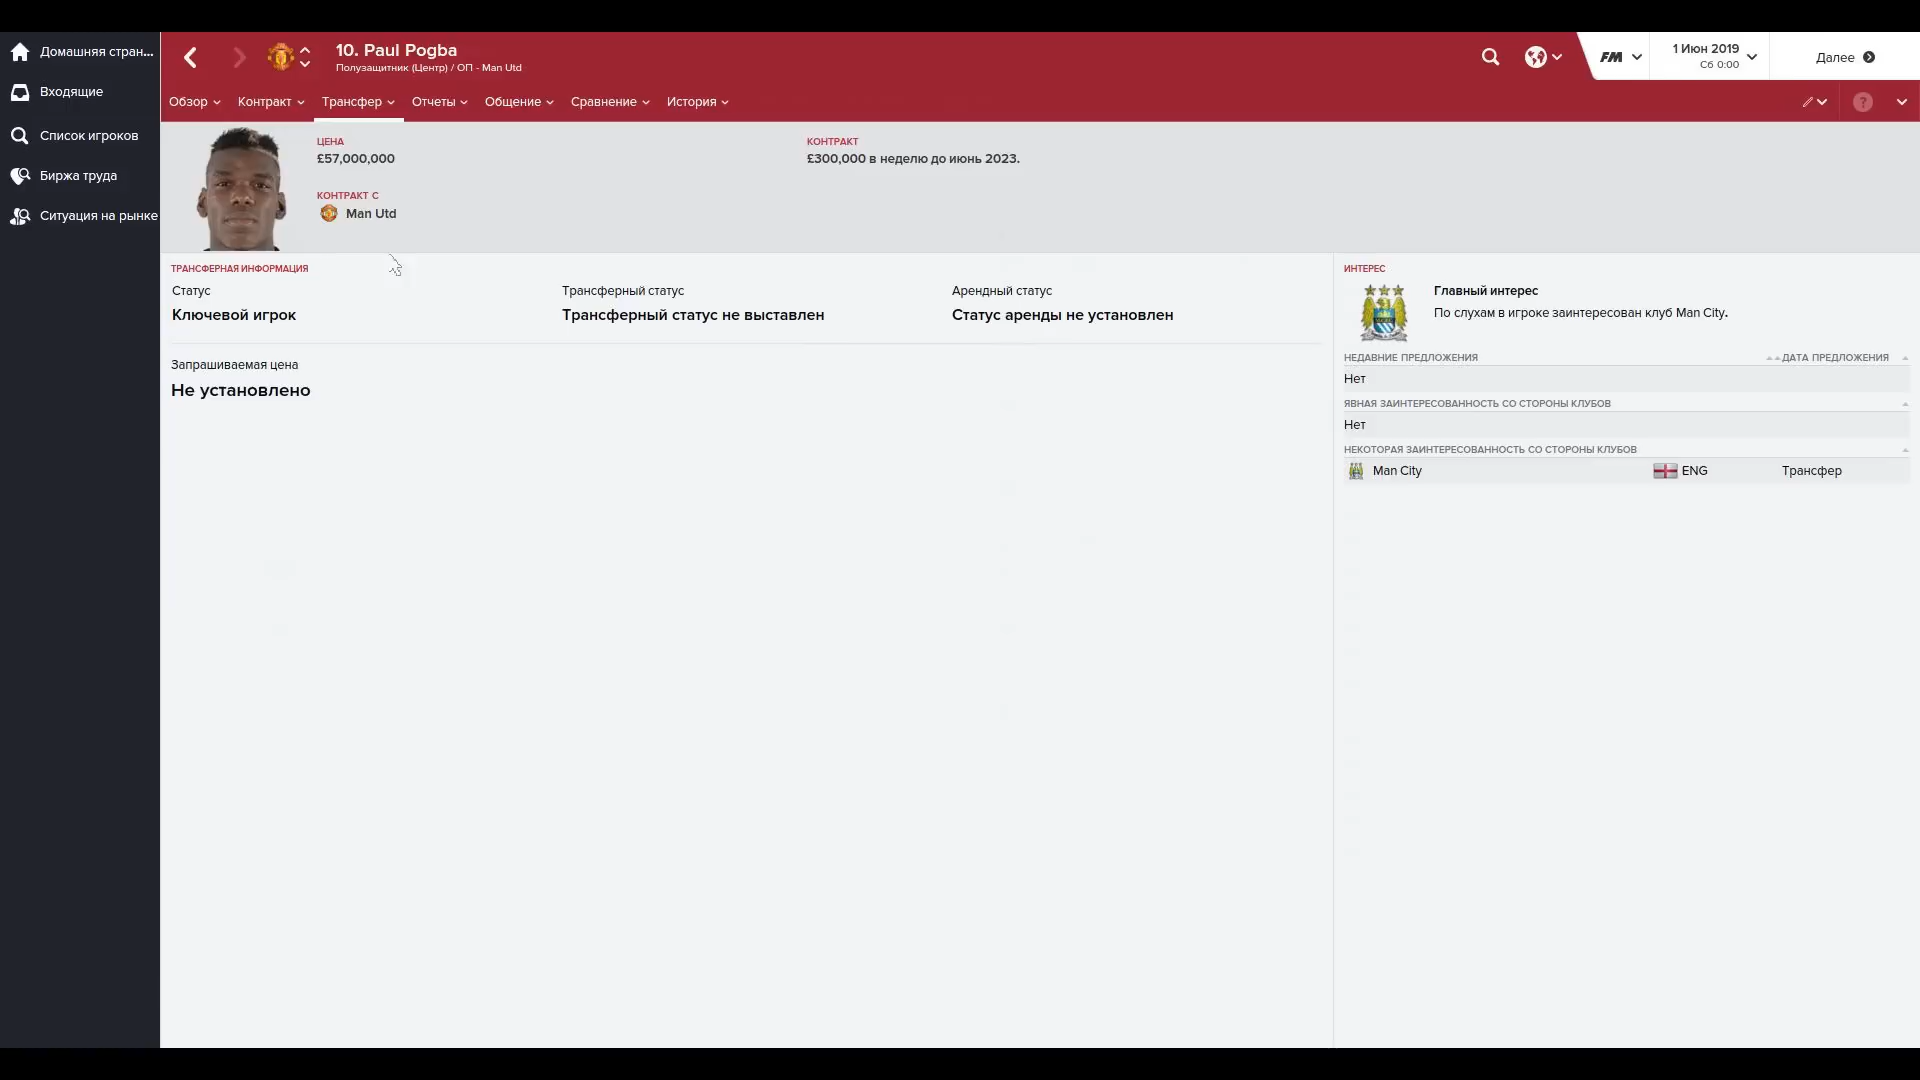 Домашняя стран...
Входящие
Список игроков
Биржа труда
Ситуация на рынке
10. Paul Pogba
Полузащитник (Центр) / ОП - Man Utd
FM
1 Июн 2019
Сб 0:00
Далее
Обзор
Контракт
Трансфер
Отчеты
Общение
Сравнение
История
?
ЦЕНА
£57,000,000
КОНТРАКТ С
Man Utd
КОНТРАКТ
£300,000 в неделю до июнь 2023.
ТРАНСФЕРНАЯ ИНФОРМАЦИЯ
Статус
Ключевой игрок
Трансферный статус
Трансферный статус не выставлен
Арендный статус
Статус аренды не установлен
Запрашиваемая цена
Не установлено
ИНТЕРЕС
Главный интерес
По слухам в игроке заинтересован клуб Man City.
НЕДАВНИЕ ПРЕДЛОЖЕНИЯ ДАТА ПРЕДЛОЖЕНИЯ
Нет
ЯВНАЯ ЗАИНТЕРЕСОВАННОСТЬ СО СТОРОНЫ КЛУБОВ
Нет
НЕКОТОРАЯ ЗАИНТЕРЕСОВАННОСТЬ СО СТОРОНЫ КЛУБОВ
Man City ENG Трансфер